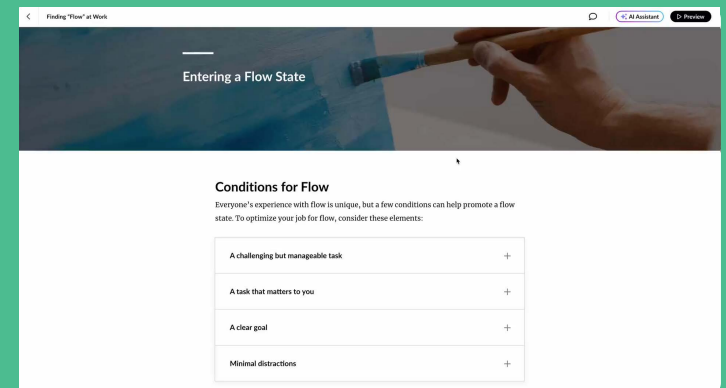 Finding "Flow" at Work
AI Assistant
Preview
Entering a Flow State
Conditions for Flow
Everyone's experience with flow is unique, but a few conditions can help promote a flow
state. To optimize your job for flow, consider these elements:
A challenging but manageable task
A task that matters to you
A clear goal
Minimal distractions